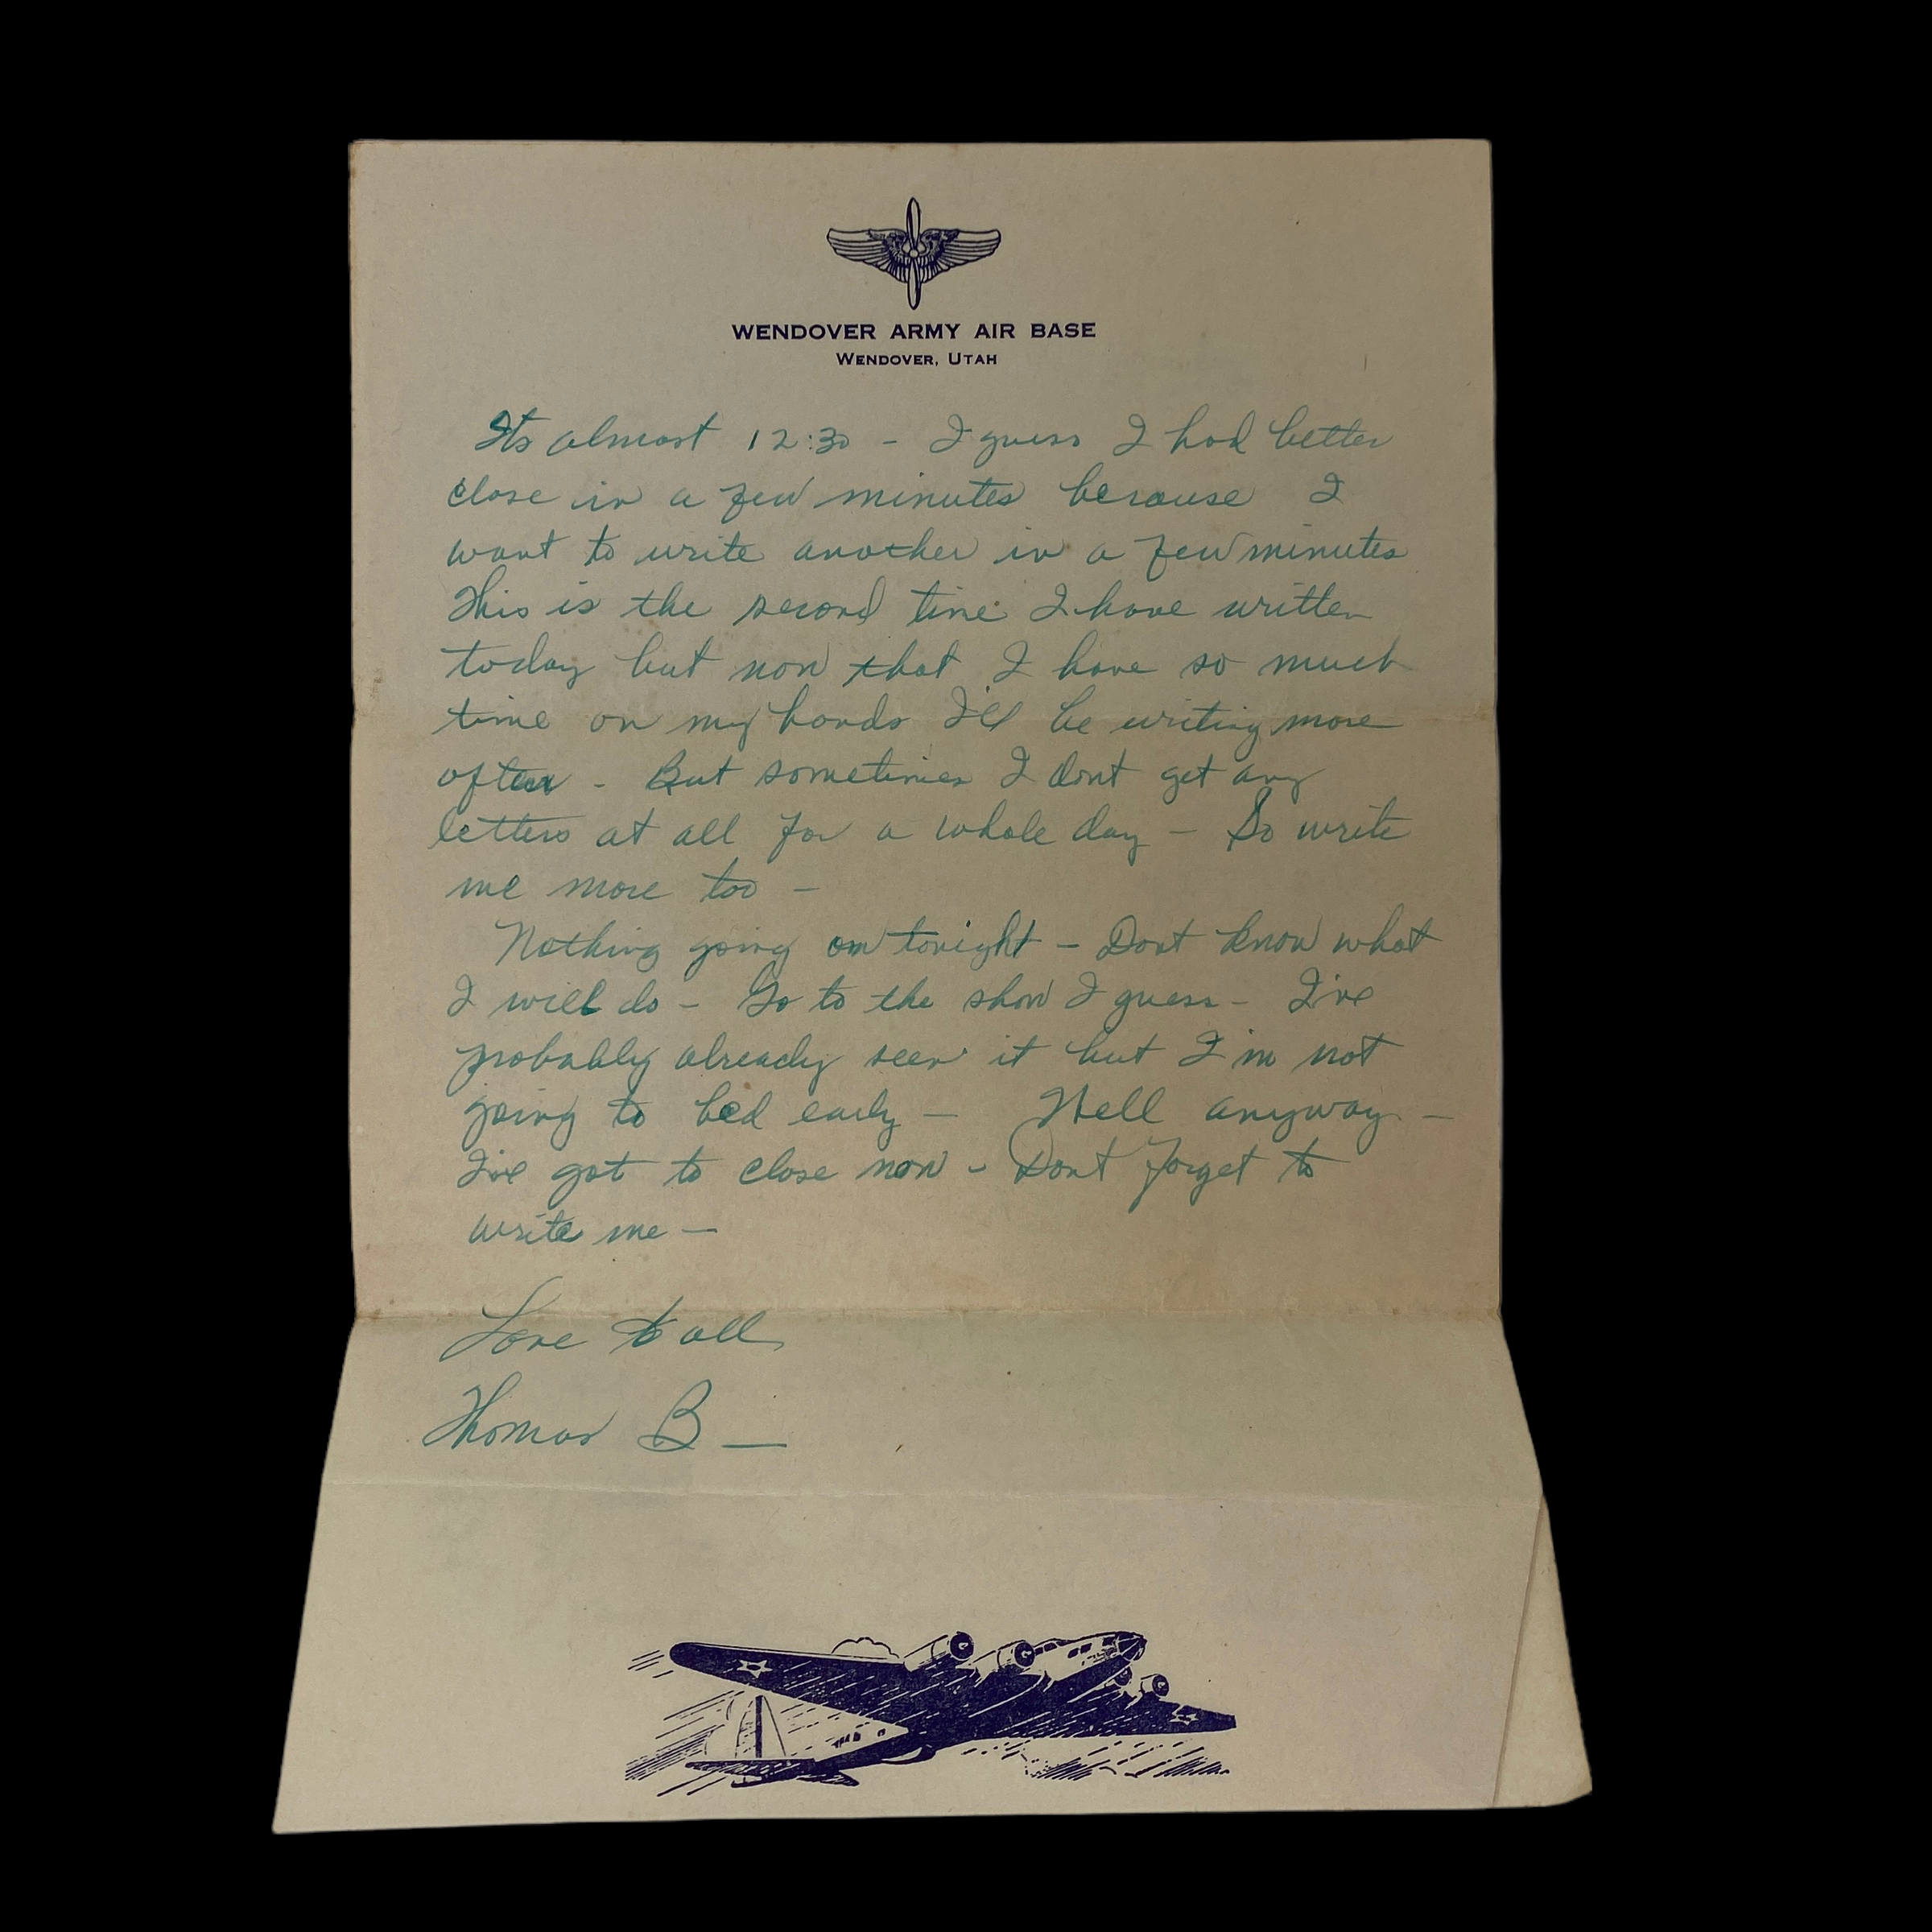 WENDOVER ARMY AIR BASE
WENDOVER, UTAH
Its almost 12:30 - I guess I had better
close in a few minutes because I
want to write another in a few minutes
This is the second time I have written
today but now that I have so much
time on my hands I'll be writing more
often - But sometimes I dont get any
letters at all for a whole day - So write
me more too -
Nothing going on tonight - Dont know what
I will do - Go to the show I guess - I've
probably already seen it but I'm not
going to bed early - Well anyway -
I've got to close now - Dont forget to
write me -
Love to all
Thomas B -